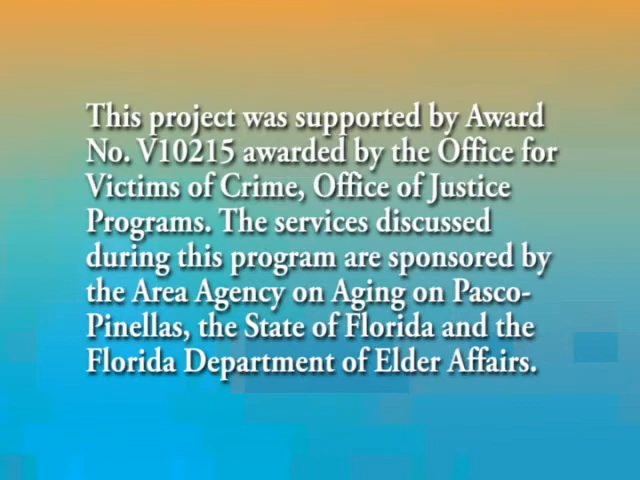 This project was supported by Award
No. V10215 awarded by the Office for
Victims of Crime, Office of Justice
Programs. The services discussed
during this program are sponsored by
the Area Agency on Aging on Pasco-
Pinellas, the State of Florida and the
Florida Department of Elder Affairs.